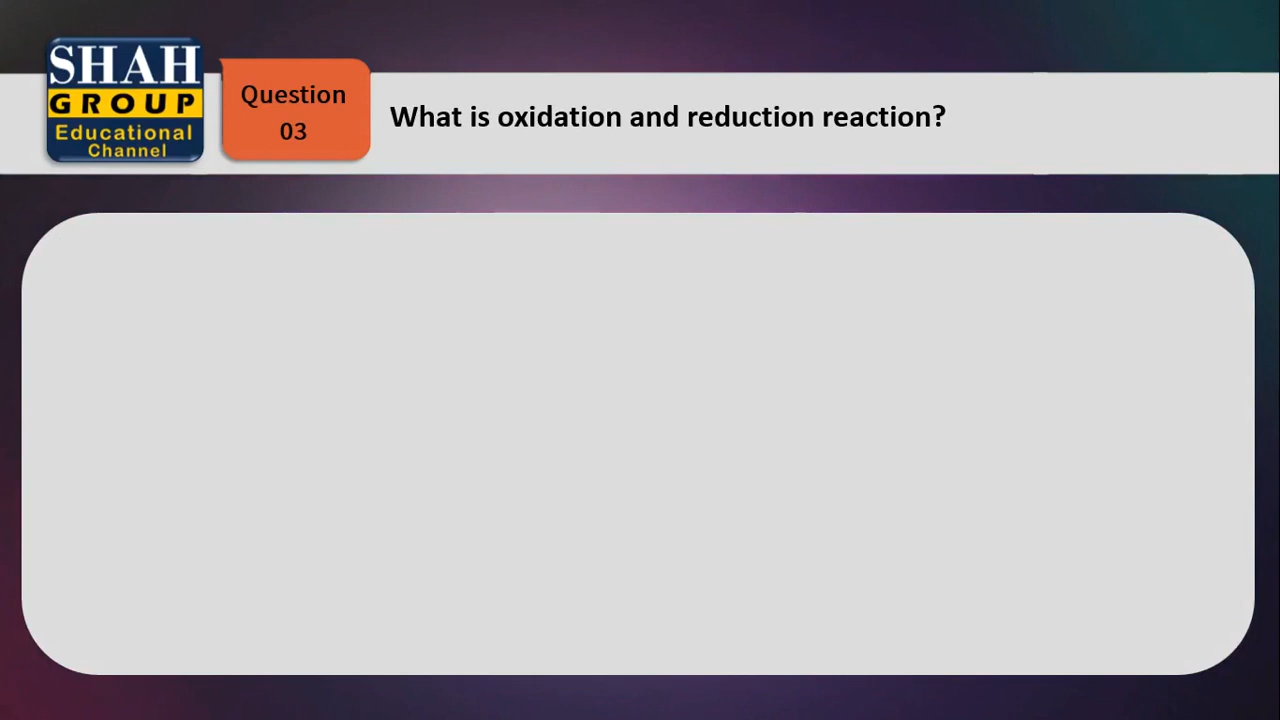 SHAH
GROUP
Educational
Channel
Question
03
What is oxidation and reduction reaction?